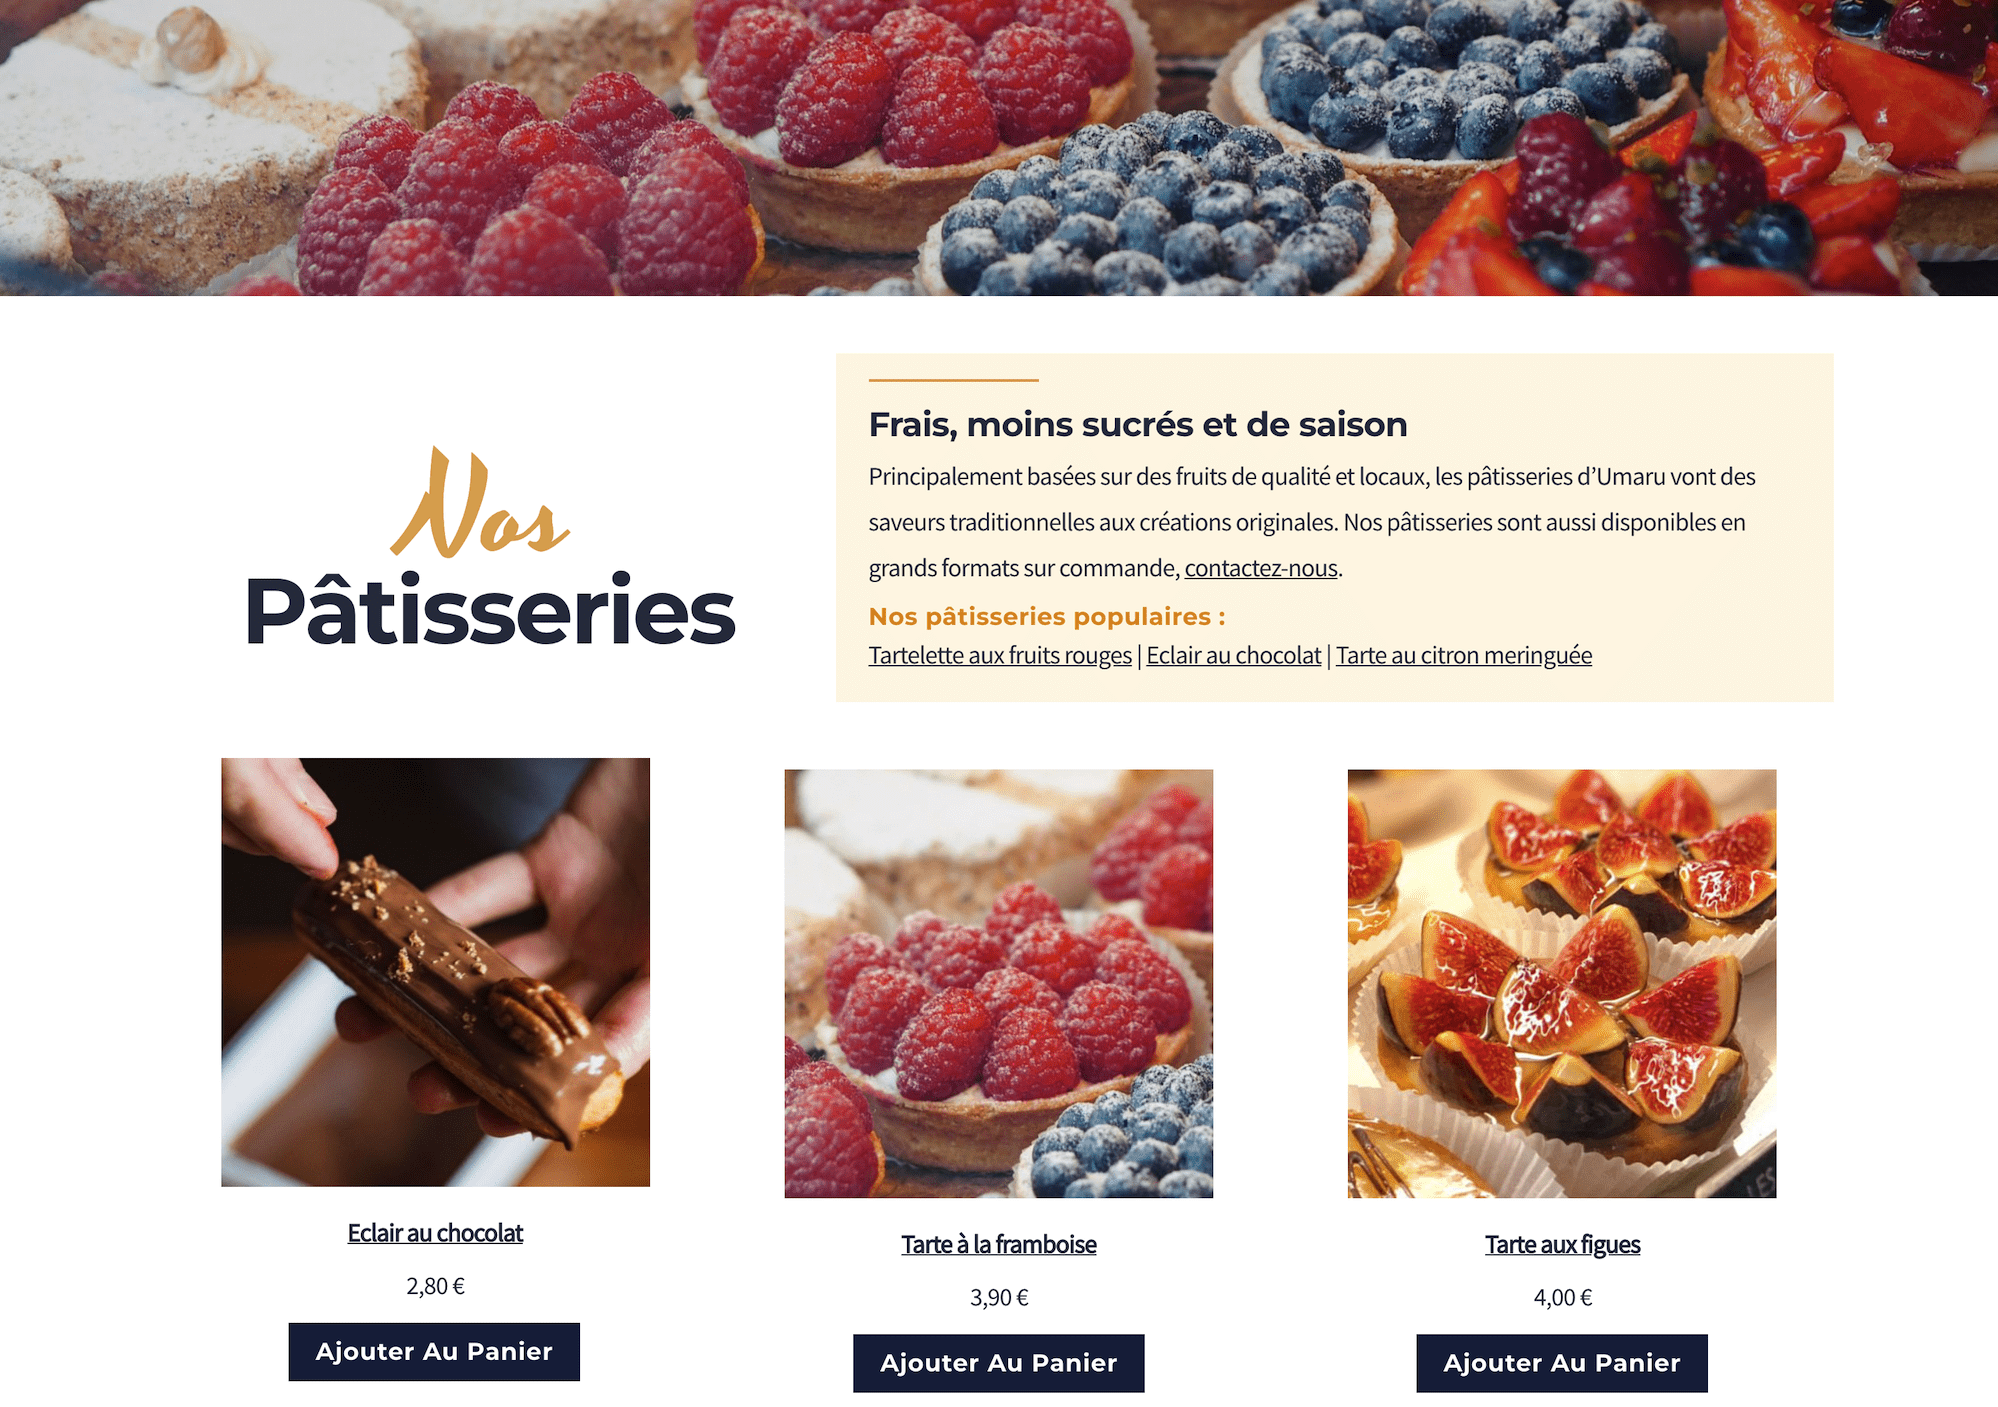 Nos
Pâtisseries
Frais, moins sucrés et de saison
Principalement basées sur des fruits de qualité et locaux, les pâtisseries d’Umaru vont des
saveurs traditionnelles aux créations originales. Nos pâtisseries sont aussi disponibles en
grands formats sur commande, contactez-nous.
Nos pâtisseries populaires :
Tartelette aux fruits rouges | Eclair au chocolat | Tarte au citron meringuée
Eclair au chocolat
2,80 €
Ajouter Au Panier
Tarte à la framboise
3,90 €
Ajouter Au Panier
LES
Tarte aux figues
4,00 €
Ajouter Au Panier